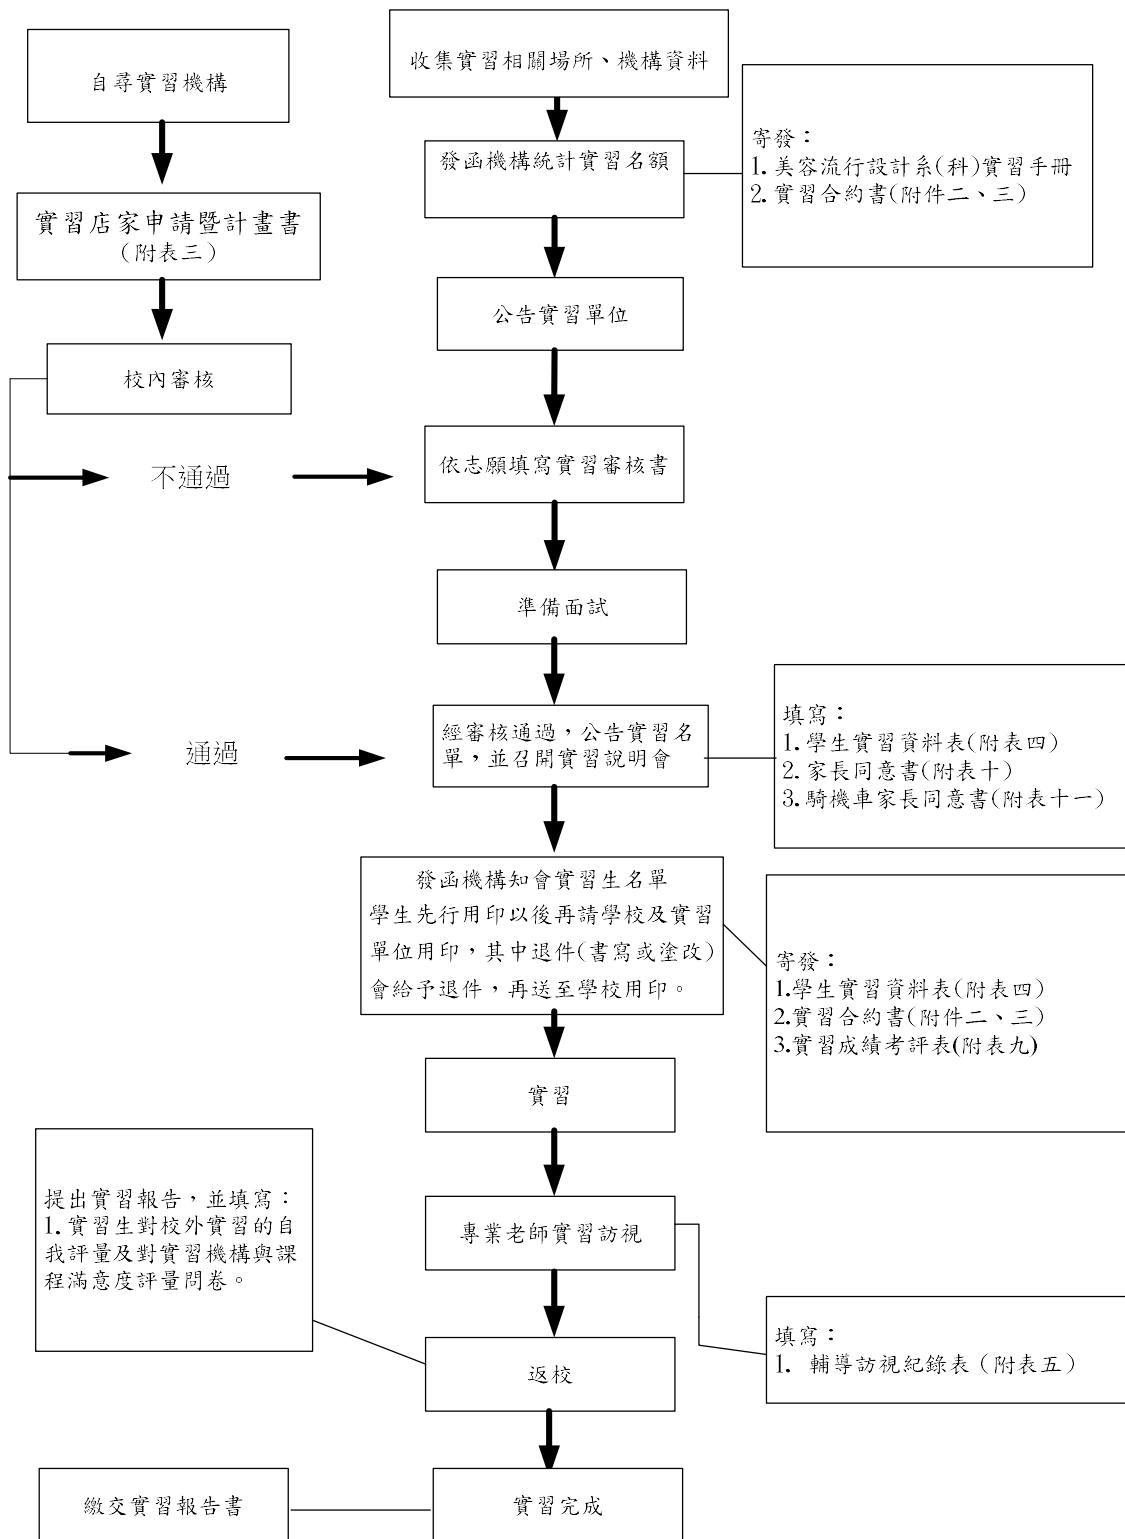 自尋實習機構
收集實習相關場所、機構資料
發函機構統計實習名額
寄發：
1. 美容流行設計系(科)實習手冊
2. 實習合約書(附件二、三)
實習店家申請暨計畫書
（附表三）
公告實習單位
校內審核
不通過
依志願填寫實習審核書
準備面試
通過
經審核通過，公告實習名
單，並召開實習說明會
填寫：
1. 學生實習資料表(附表四)
2. 家長同意書(附表十)
3. 騎機車家長同意書(附表十一)
發函機構知會實習生名單
學生先行用印以後再請學校及實習
單位用印，其中退件(書寫或塗改)
會給予退件，再送至學校用印。
寄發：
1.學生實習資料表(附表四)
2.實習合約書(附件二、三)
3.實習成績考評表(附表九)
實習
提出實習報告，並填寫：
1. 實習生對校外實習的自
我評量及對實習機構與課
程滿意度評量問卷。
專業老師實習訪視
填寫：
1. 輔導訪視紀錄表（附表五）
返校
繳交實習報告書
實習完成